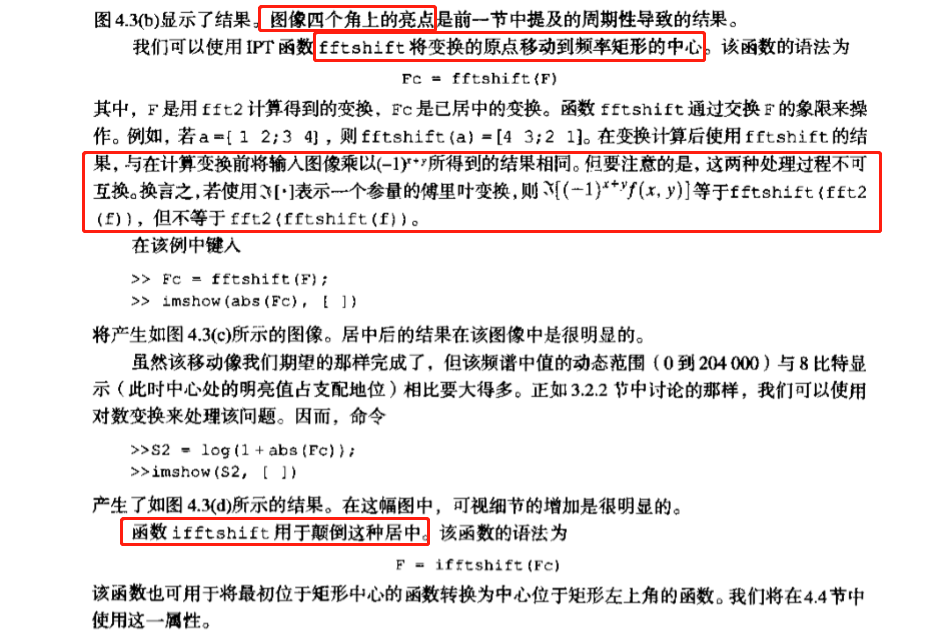 图4.3(b)显示了结果。图像四个角上的亮点是前一节中提及的周期性导致的结果。
我们可以使用 IPT 函数 fftshift 将变换的原点移动到频率矩形的中心。该函数的语法为
Fc = fftshift(F)
其中，F 是用 fft2 计算得到的变换，Fc 是已居中的变换。函数 fftshift 通过交换 F 的象限来操
作。例如，若 a =[ 1 2;3 4]，则 fftshift(a) =[4 3;2 1]。在变换计算后使用 fftshift 的结
果，与在计算变换前将输入图像乘以(−1)ˣ⁺ʸ所得到的结果相同。但要注意的是，这两种处理过程不可
互换。换言之，若使用ℑ[·]表示一个参量的傅里叶变换，则 ℑ[(−1)ˣ⁺ʸf(x, y)]等于fftshift(fft2
(f))，但不等于 fft2(fftshift(f))。
在该例中键入
>> Fc = fftshift(F);
>> imshow(abs(Fc), [ ])
将产生如图 4.3(c)所示的图像。居中后的结果在该图像中是很明显的。
虽然该移动像我们期望的那样完成了，但该频谱中值的动态范围（0 到 204 000）与 8 比特显
示（此时中心处的明亮值占支配地位）相比要大得多。正如 3.2.2 节中讨论的那样，我们可以使用
对数变换来处理该问题。因而，命令
>>S2 = log(1+abs(Fc));
>>imshow(S2, [ ])
产生了如图 4.3(d)所示的结果。在这幅图中，可视细节的增加是很明显的。
函数 ifftshift 用于颠倒这种居中。该函数的语法为
F = ifftshift(Fc)
该函数也可用于将最初位于矩形中心的函数转换为中心位于矩形左上角的函数。我们将在4.4节中
使用这一属性。